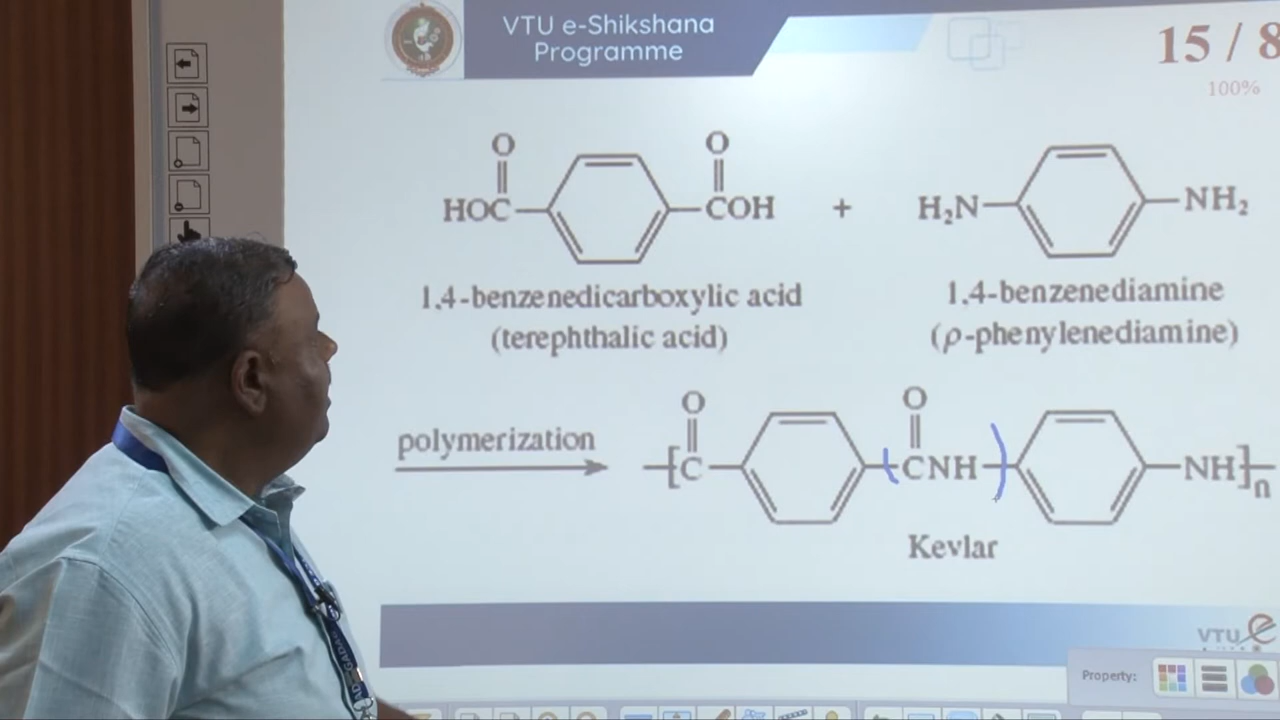 VTU e-Shikshana
Programme
15 / 8
100%
O
O
HOC
COH
+
H₂N
NH₂
1,4-benzenedicarboxylic acid
(terephthalic acid)
1,4-benzenediamine
(ρ-phenylenediamine)
polymerization
O
O
[C
(CNH)
NH]n
Kevlar
VTU e
Property: